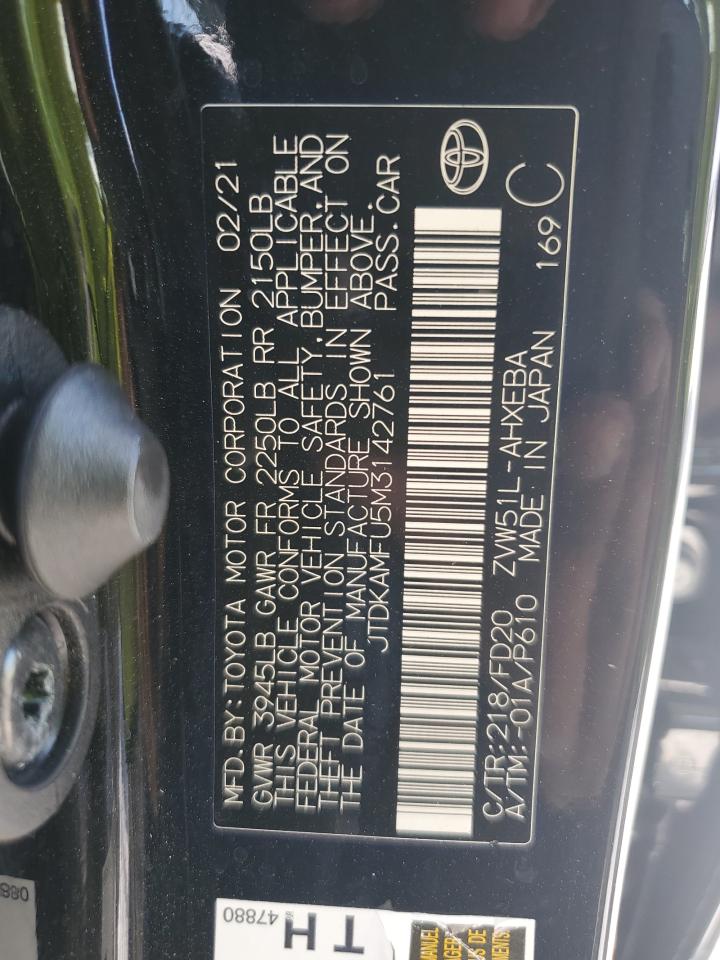 MFD.BY:TOYOTA MOTOR CORPORATION 02/21
GVWR 3945LB GAWR FR 2250LB RR 2150LB
THIS VEHICLE CONFORMS TO ALL APPLICABLE
FEDERAL MOTOR VEHICLE SAFETY,BUMPER,AND
THEFT PREVENTION STANDARDS IN EFFECT ON
THE DATE OF MANUFACTURE SHOWN ABOVE.
JTDKAMFU5M3142761 PASS.CAR
C/TR:218/FD20 ZVW51L-AHXEBA
A/TM:-01A/P610 MADE IN JAPAN 169 C
47880
TH
MANUEL
S DE